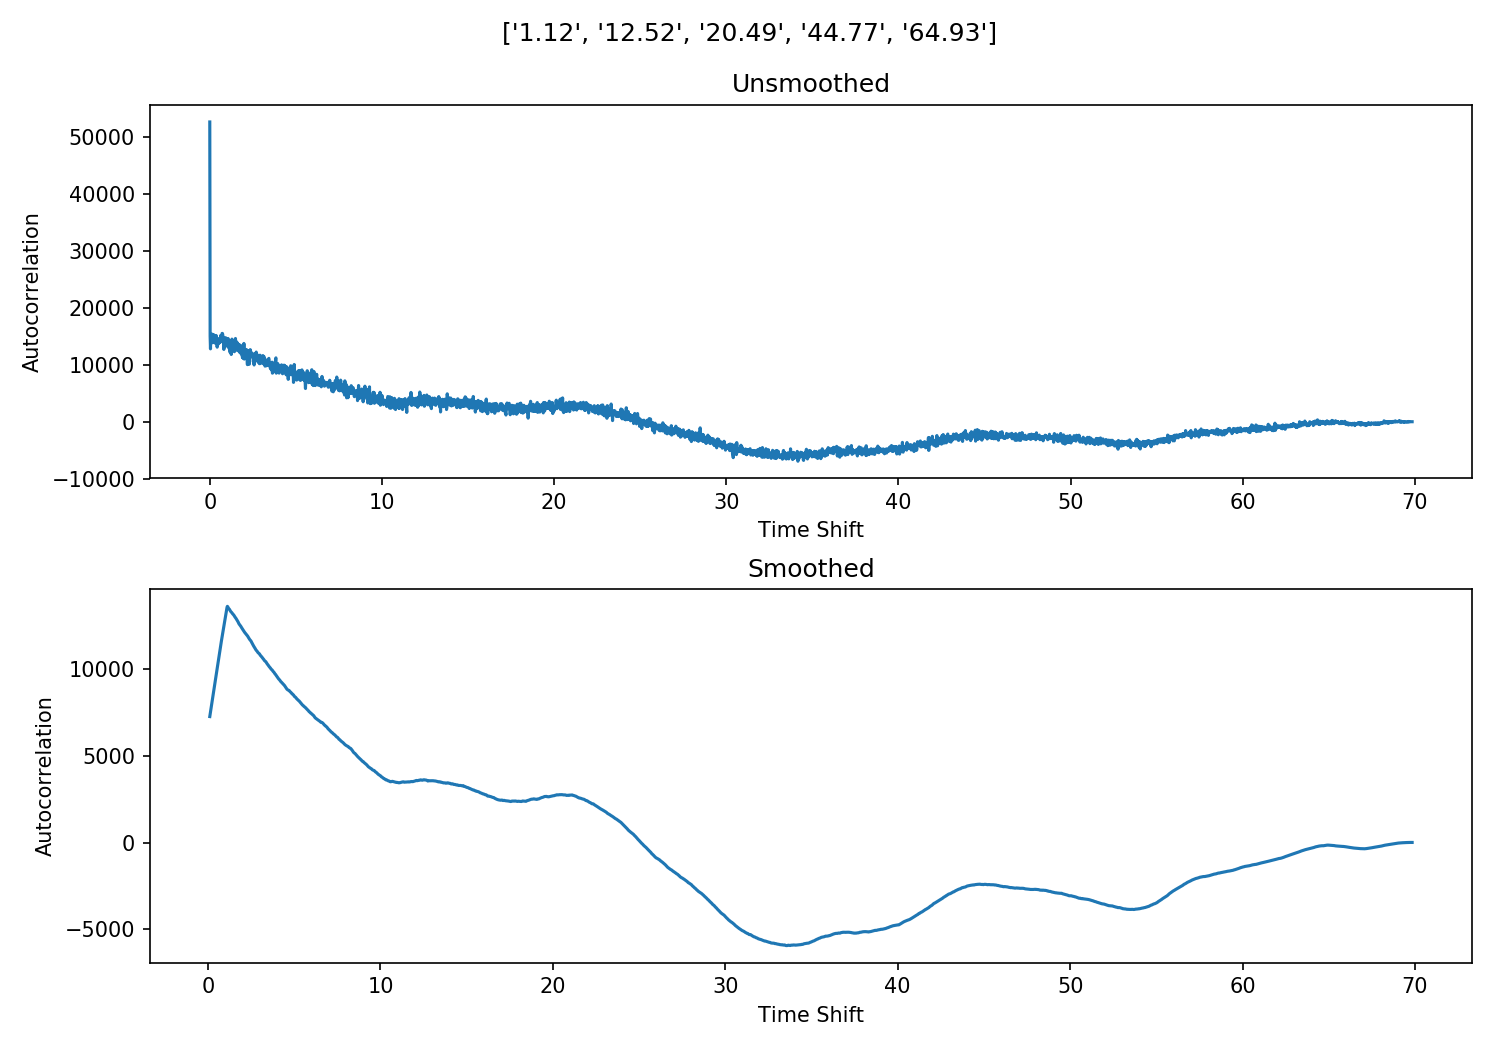 ['1.12', '12.52', '20.49', '44.77', '64.93']
Unsmoothed
50000
40000
30000
20000
10000
0
−10000
Autocorrelation
0 10 20 30 40 50 60 70
Time Shift
Smoothed
10000
5000
0
−5000
Autocorrelation
0 10 20 30 40 50 60 70
Time Shift